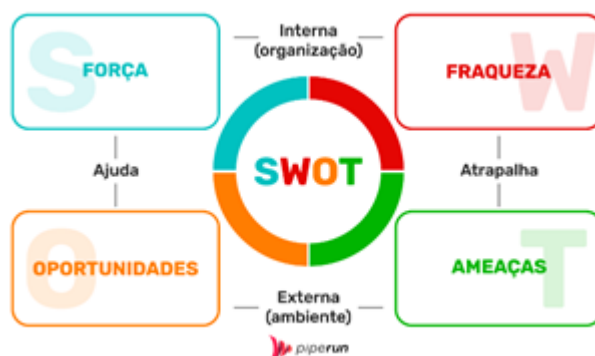 Interna
(organização)
S
FORÇA
W
FRAQUEZA
Ajuda
SWOT
Atrapalha
O
OPORTUNIDADES
T
AMEAÇAS
Externa
(ambiente)
piperun